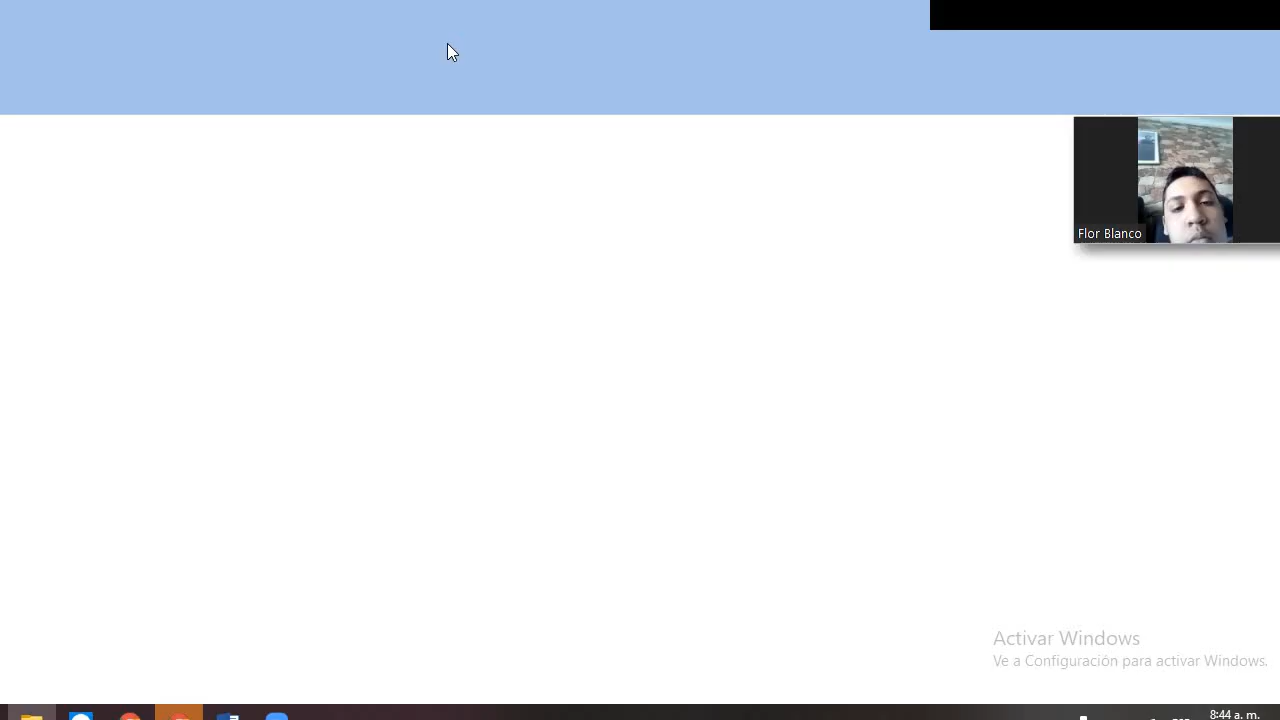 Flor Blanco
Activar Windows
Ve a Configuración para activar Windows.
8:44 a. m.